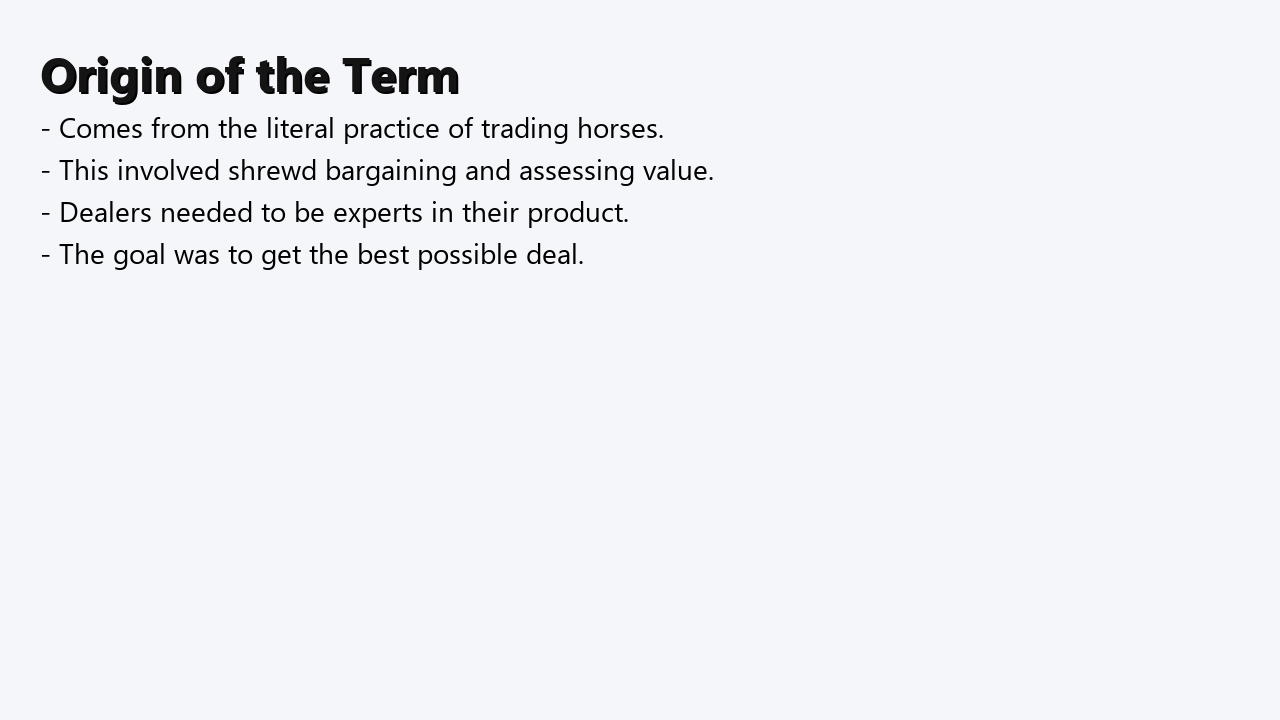 Origin of the Term
- Comes from the literal practice of trading horses.
- This involved shrewd bargaining and assessing value.
- Dealers needed to be experts in their product.
- The goal was to get the best possible deal.